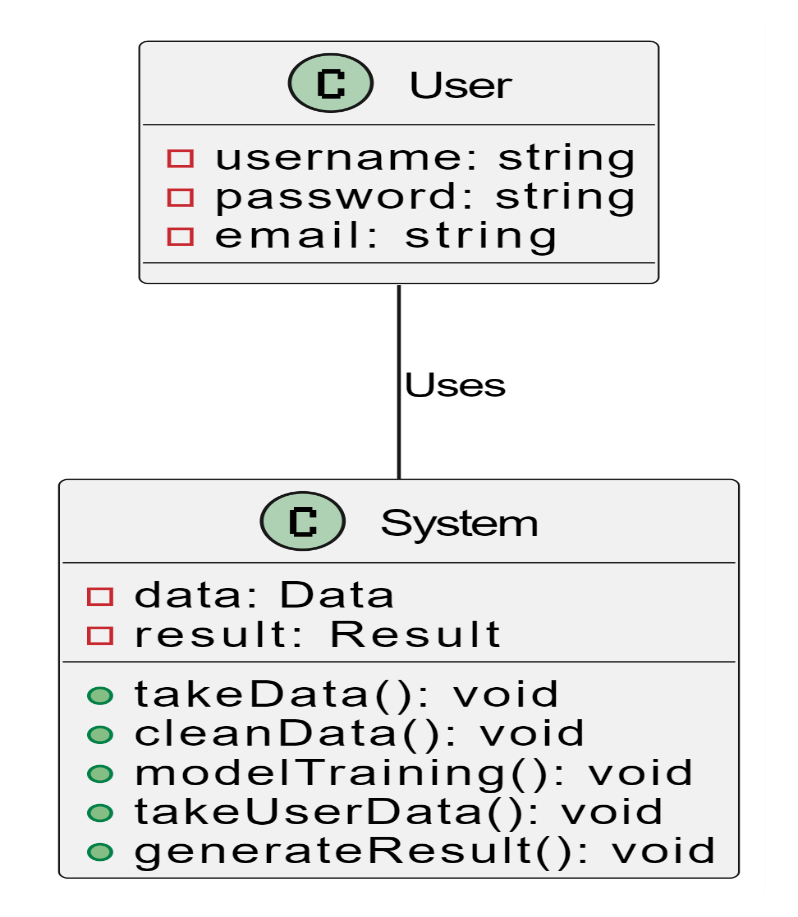 C User
username: string
password: string
email: string
Uses
C System
data: Data
result: Result
takeData(): void
cleanData(): void
modelTraining(): void
takeUserData(): void
generateResult(): void